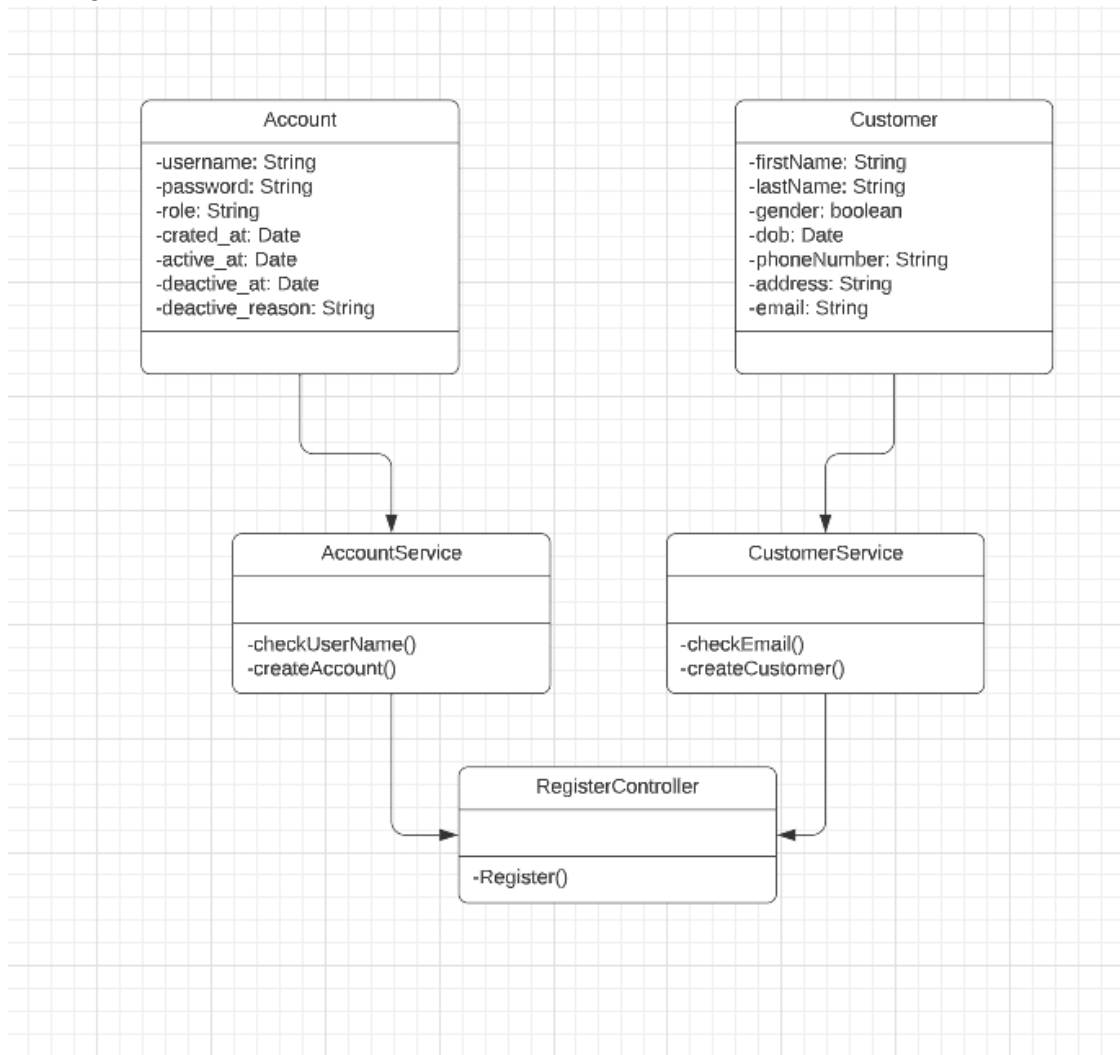 Account
-username: String
-password: String
-role: String
-crated_at: Date
-active_at: Date
-deactive_at: Date
-deactive_reason: String
Customer
-firstName: String
-lastName: String
-gender: boolean
-dob: Date
-phoneNumber: String
-address: String
-email: String
AccountService
-checkUserName()
-createAccount()
CustomerService
-checkEmail()
-createCustomer()
RegisterController
-Register()